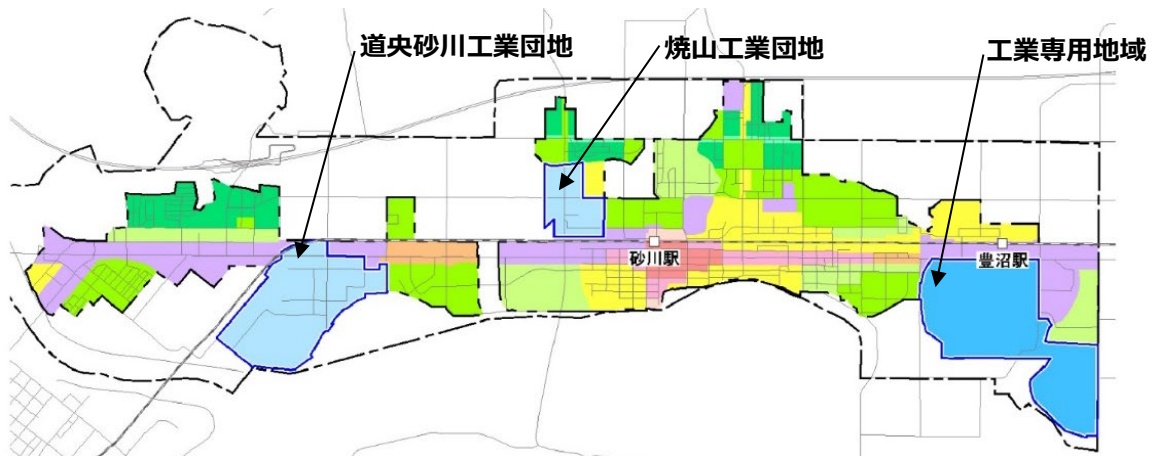 道央砂川工業団地
焼山工業団地
工業専用地域
砂川駅
豊沼駅